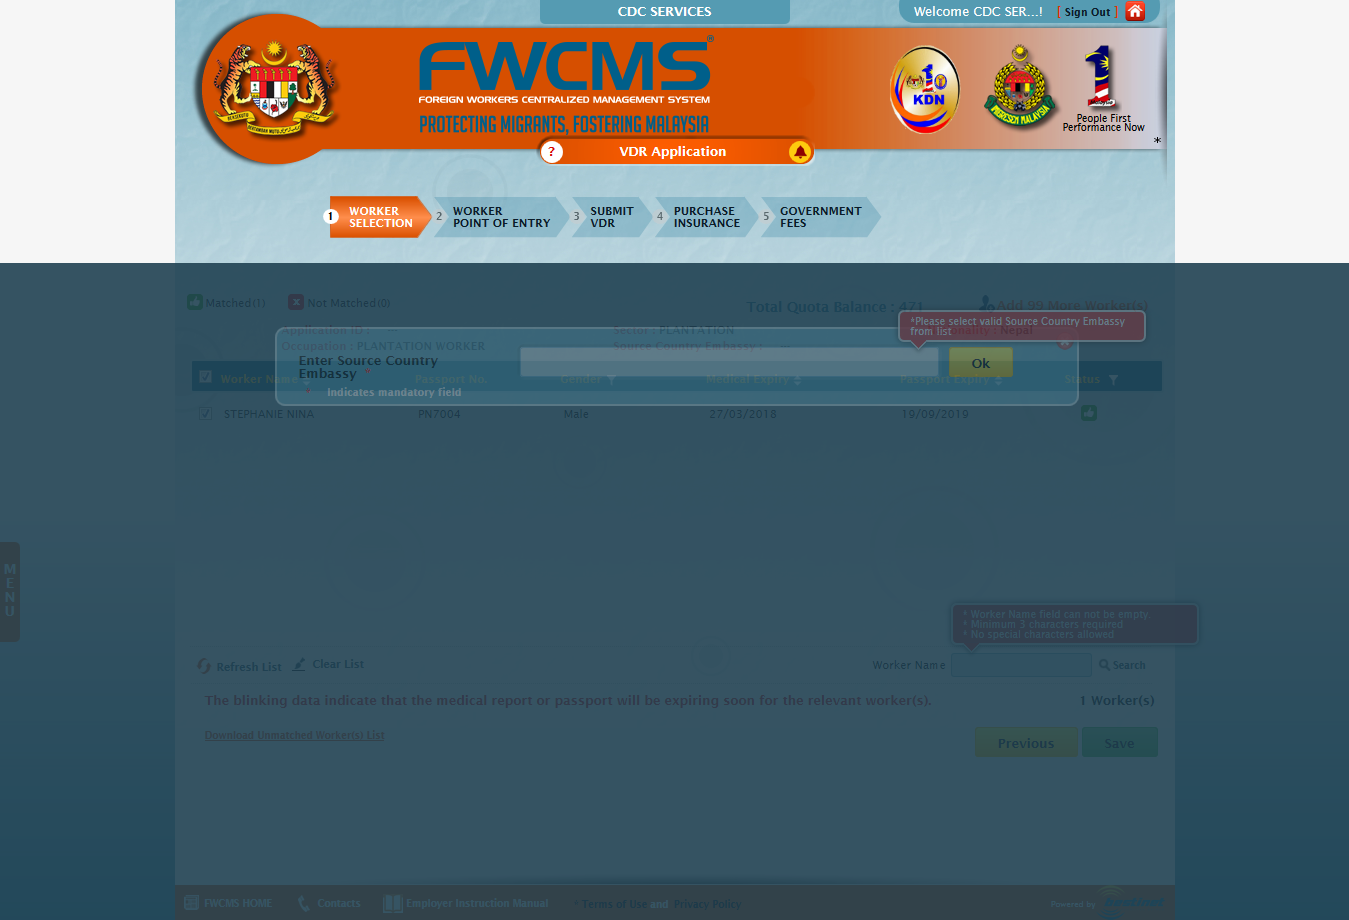 CDC SERVICES
Welcome CDC SER...! [ Sign Out ]
FWCMS®
FOREIGN WORKERS CENTRALIZED MANAGEMENT SYSTEM
PROTECTING MIGRANTS, FOSTERING MALAYSIA
KDN
IMIGRESEN MALAYSIA
1
People First
Performance Now
*
? VDR Application
1 WORKER
SELECTION
2 WORKER
POINT OF ENTRY
3 SUBMIT
VDR
4 PURCHASE
INSURANCE
5 GOVERNMENT
FEES
Matched(1) Not Matched(0)
Total Quota Balance : 471
Add 99 More Worker(s)
*Please select valid Source Country Embassy
from list
Application ID :
Sector : PLANTATION
Nationality : Nepal
Occupation : PLANTATION WORKER
Source Country Embassy :
Enter Source Country
Embassy *
Ok
* Indicates mandatory field
Worker Name Passport No. Gender Medical Expiry Passport Expiry Status
STEPHANIE NINA PN7004 Male 27/03/2018 19/09/2019
MENU
* Worker Name field can not be empty.
* Minimum 3 characters required
* No special characters allowed
Refresh List Clear List
Worker Name Search
The blinking data indicate that the medical report or passport will be expiring soon for the relevant worker(s).
1 Worker(s)
Download Unmatched Worker(s) List
Previous Save
FWCMS HOME Contacts Employer Instruction Manual * Terms of Use and Privacy Policy
Powered by